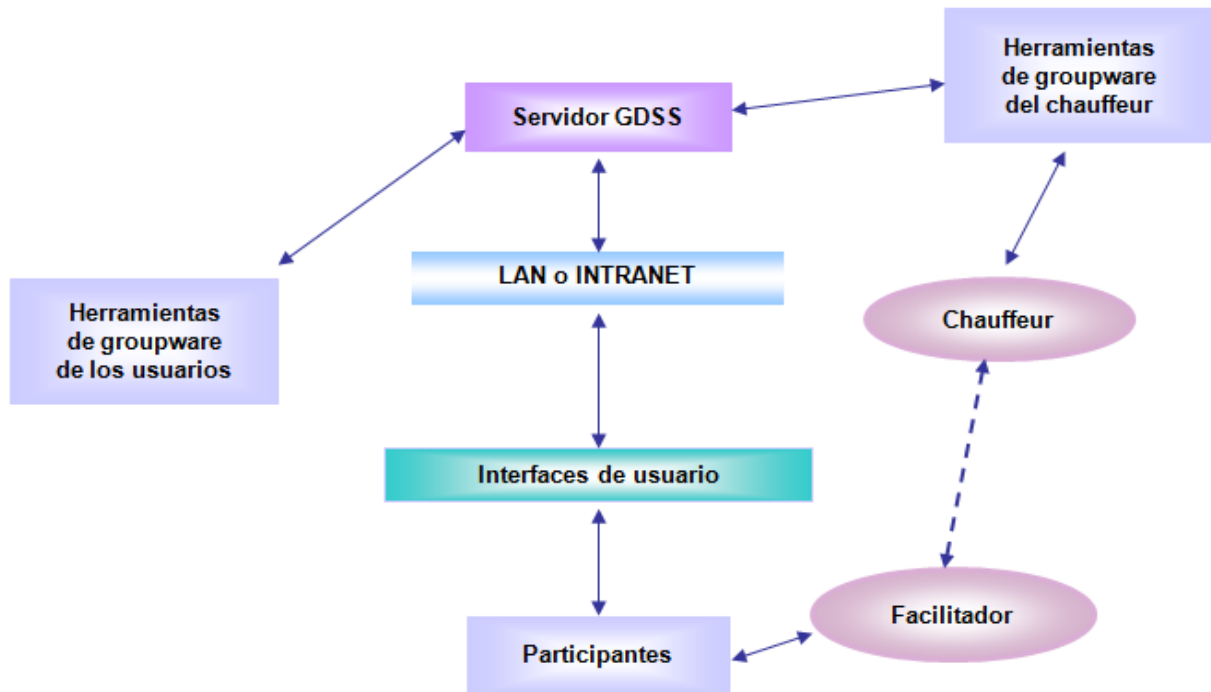 Herramientas
de groupware
del chauffeur
Servidor GDSS
LAN o INTRANET
Herramientas
de groupware
de los usuarios
Chauffeur
Interfaces de usuario
Facilitador
Participantes